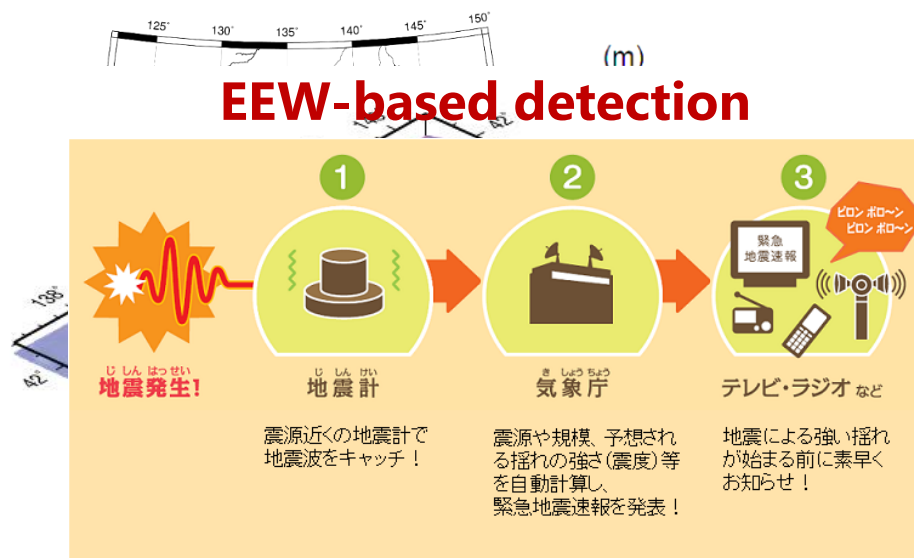 125°
130°
135°
140°
145°
150°
(m)
EEW-based detection
42°
138°
42°
1
2
3
ピロン ポロ〜ン
ピロン ポロ〜ン
緊急
地震速報
じ しん はっ せい
地震発生!
じ しん けい
地震計
き しょう ちょう
気象庁
テレビ・ラジオ など
震源近くの地震計で
地震波をキャッチ！
震源や規模、予想され
る揺れの強さ（震度）等
を自動計算し、
緊急地震速報を発表！
地震による強い揺れ
が始まる前に素早く
お知らせ！